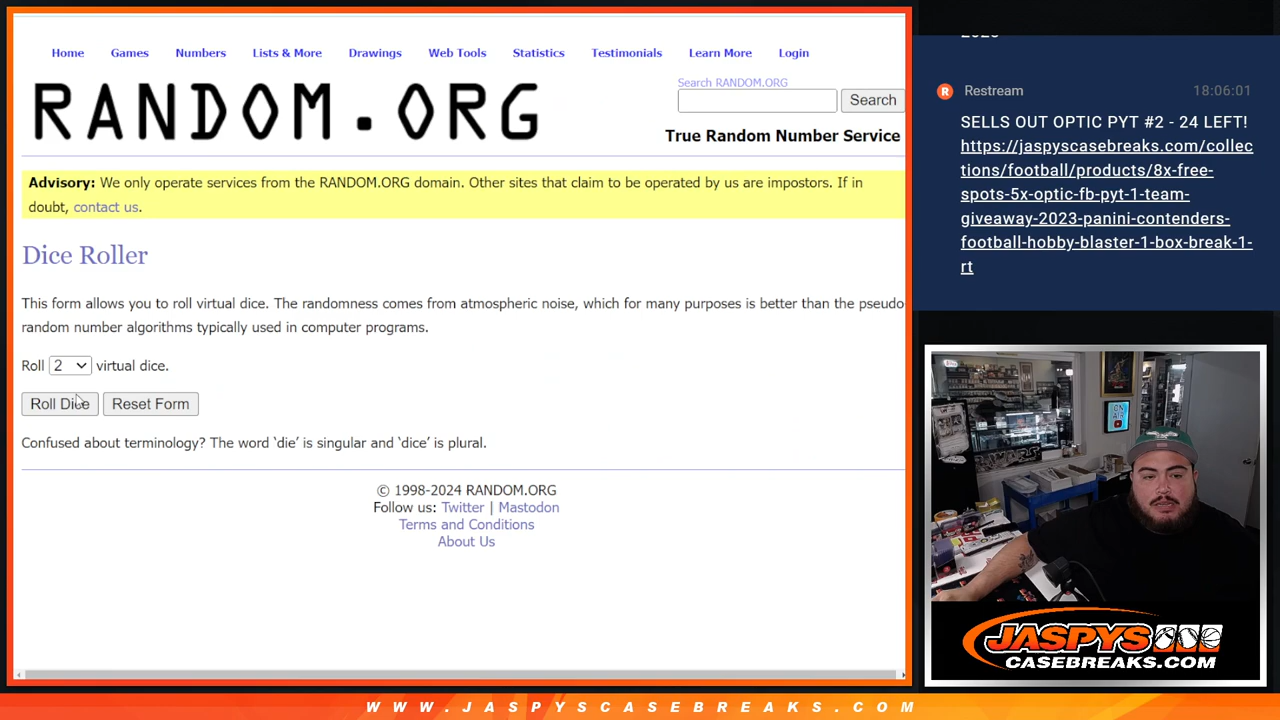 Home Games Numbers Lists & More Drawings Web Tools Statistics Testimonials Learn More Login
Search RANDOM.ORG
Search
RANDOM.ORG
True Random Number Service
Advisory: We only operate services from the RANDOM.ORG domain. Other sites that claim to be operated by us are impostors. If in
doubt, contact us.
Dice Roller
This form allows you to roll virtual dice. The randomness comes from atmospheric noise, which for many purposes is better than the pseudo-
random number algorithms typically used in computer programs.
Roll 2 virtual dice.
Roll Dice Reset Form
Confused about terminology? The word ‘die’ is singular and ‘dice’ is plural.
© 1998-2024 RANDOM.ORG
Follow us: Twitter | Mastodon
Terms and Conditions
About Us
R Restream 18:06:01
SELLS OUT OPTIC PYT #2 - 24 LEFT!
https://jaspyscasebreaks.com/collec
tions/football/products/8x-free-
spots-5x-optic-fb-pyt-1-team-
giveaway-2023-panini-contenders-
football-hobby-blaster-1-box-break-1-
rt
ON
AIR
JASPYS
CASEBREAKS.COM
WWW.JASPYSCASEBREAKS.COM